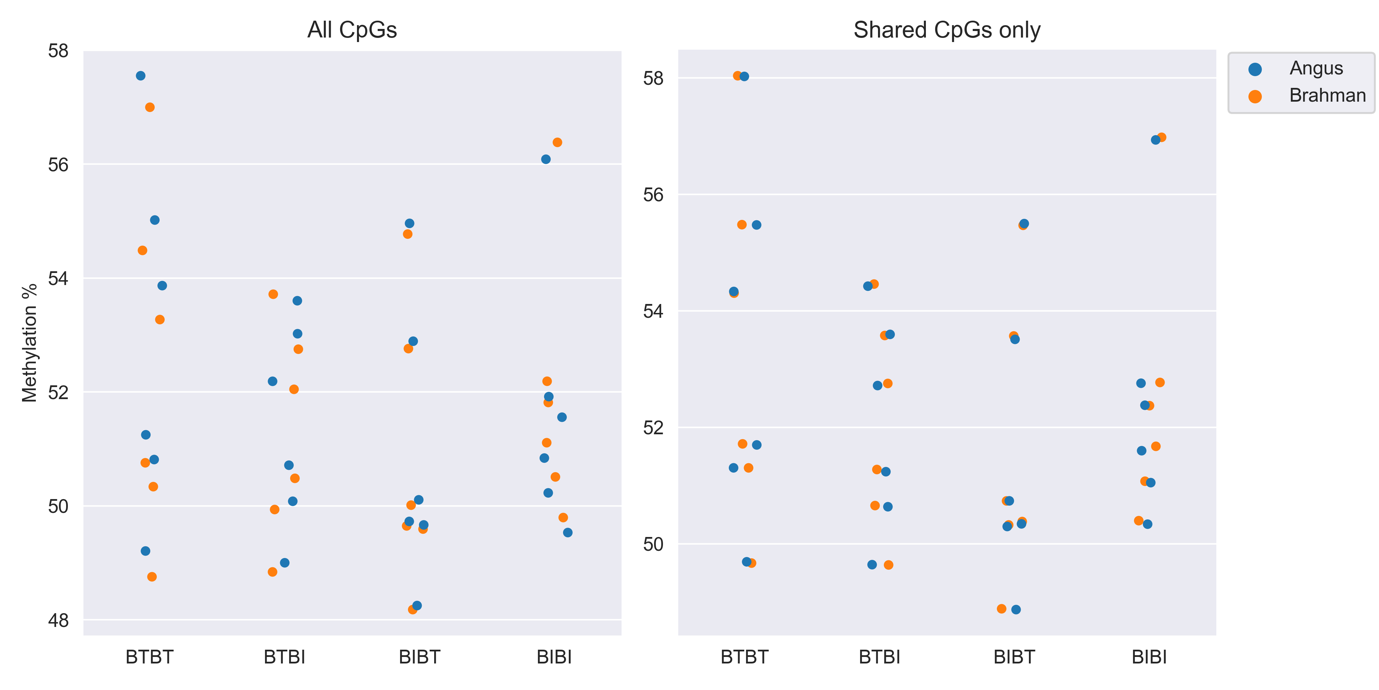 All CpGs
Shared CpGs only
Angus
Brahman
Methylation %
58
56
54
52
50
48
58
56
54
52
50
BTBT
BTBI
BIBT
BIBI
BTBT
BTBI
BIBT
BIBI